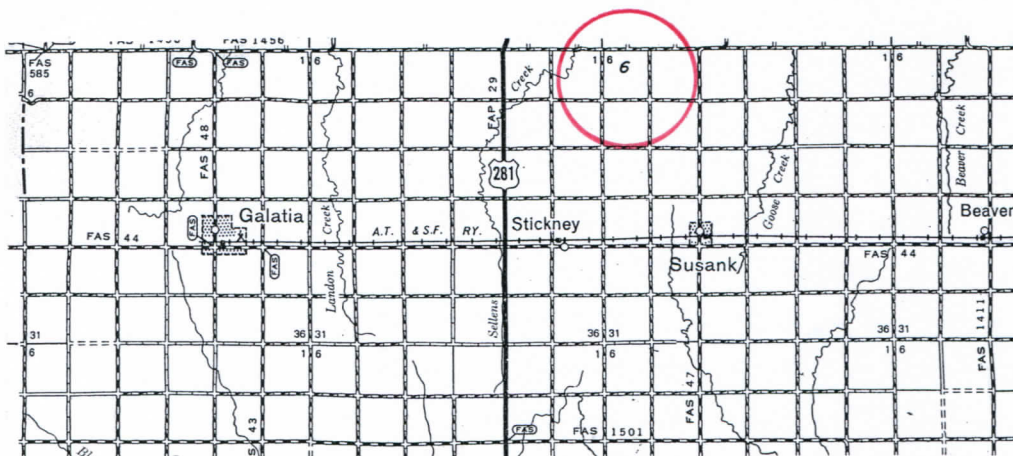 FAS 1456
FAS
585
6
FAS
FAS
1 6
Creek
1 6
6
1 6
FAP 29
FAS 48
281
Creek
Goose
Beaver
Creek
Galatia
Creek
A.T. & S.F. RY.
Stickney
Beaver
FAS 44
FAS
FAS
Susank
FAS 44
Landon
Sellens
FAS 1411
31
6
36 31
1 6
36 31
1 6
36 31
1 6
FAS 47
43
FAS
FAS 1501